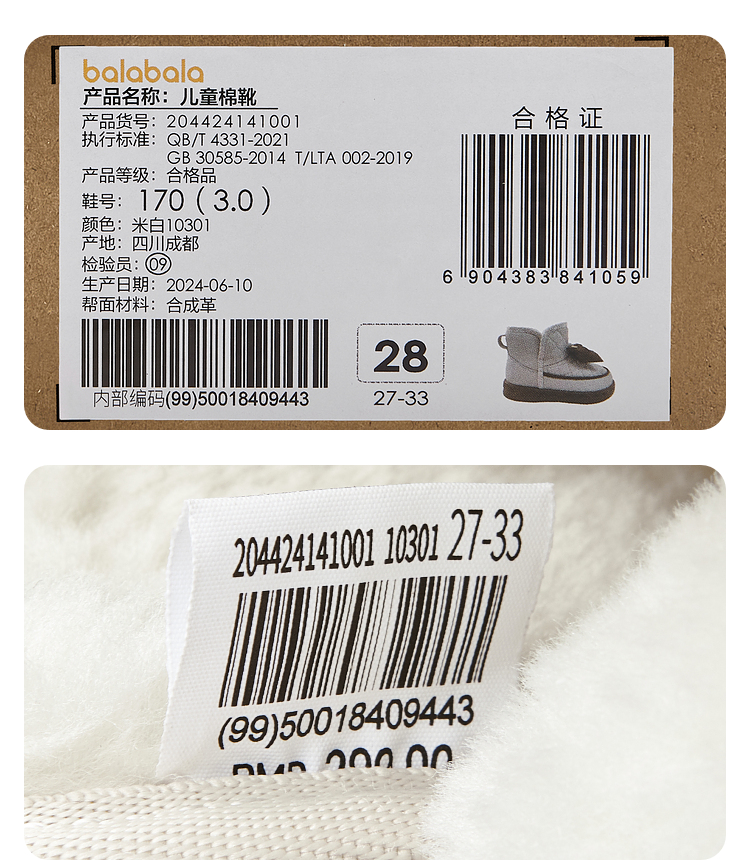 balabala
产品名称: 儿童棉靴
产品货号: 204424141001
执行标准: QB/T 4331-2021
GB 30585-2014 T/LTA 002-2019
产品等级: 合格品
鞋号: 170 ( 3.0 )
颜色: 米白10301
产地: 四川成都
检验员: 09
生产日期: 2024-06-10
帮面材料: 合成革
内部编码(99)50018409443
28
27-33
合格证
6 904383 841059
204424141001 10301 27-33
(99)50018409443